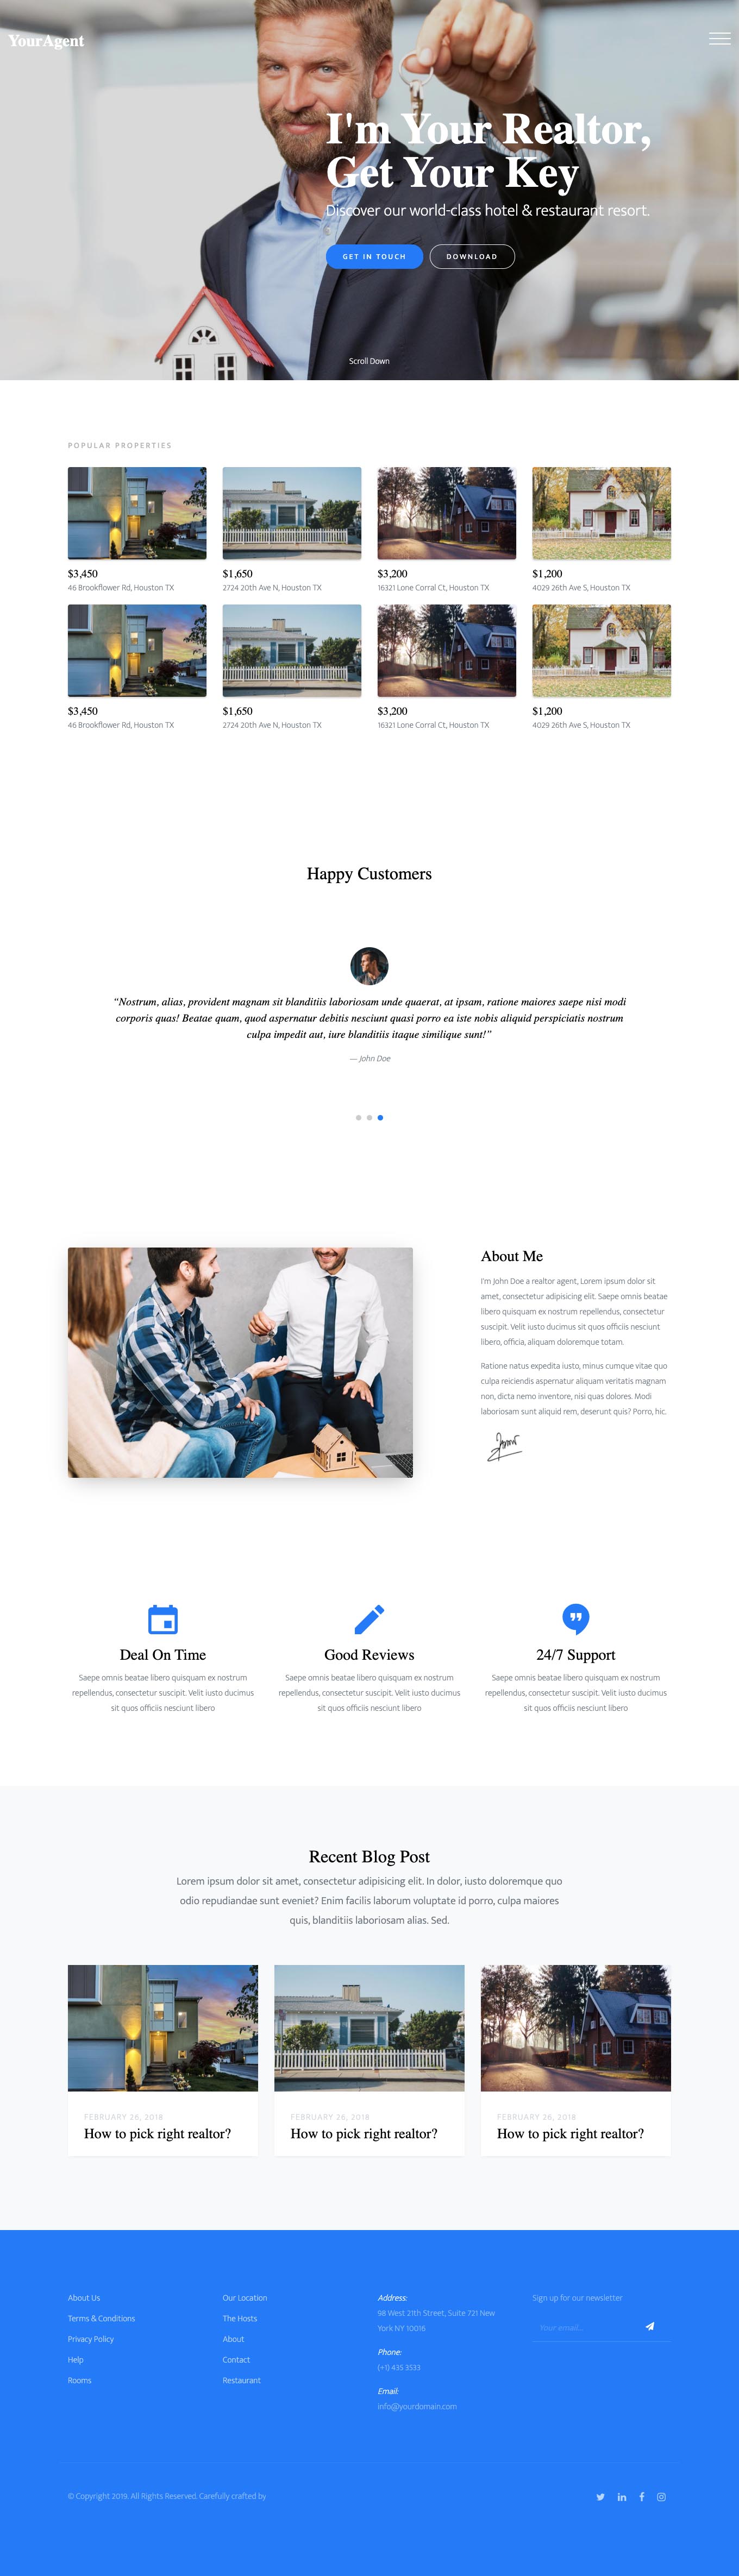 YourAgent
I'm Your Realtor,
Get Your Key
Discover our world-class hotel & restaurant resort.
GET IN TOUCH
DOWNLOAD
Scroll Down
POPULAR PROPERTIES
$3,450
46 Brookflower Rd, Houston TX
$1,650
2724 20th Ave N, Houston TX
$3,200
16321 Lone Corral Ct, Houston TX
$1,200
4029 26th Ave S, Houston TX
$3,450
46 Brookflower Rd, Houston TX
$1,650
2724 20th Ave N, Houston TX
$3,200
16321 Lone Corral Ct, Houston TX
$1,200
4029 26th Ave S, Houston TX
Happy Customers
“Nostrum, alias, provident magnam sit blanditiis laboriosam unde quaerat, at ipsam, ratione maiores saepe nisi modi
corporis quas! Beatae quam, quod aspernatur debitis nesciunt quasi porro ea iste nobis aliquid perspiciatis nostrum
culpa impedit aut, iure blanditiis itaque similique sunt!”
— John Doe
About Me
I'm John Doe a realtor agent, Lorem ipsum dolor sit
amet, consectetur adipisicing elit. Saepe omnis beatae
libero quisquam ex nostrum repellendus, consectetur
suscipit. Velit iusto ducimus sit quos officiis nesciunt
libero, officia, aliquam doloremque totam.
Ratione natus expedita iusto, minus cumque vitae quo
culpa reiciendis aspernatur aliquam veritatis magnam
non, dicta nemo inventore, nisi quas dolores. Modi
laboriosam sunt aliquid rem, deserunt quis? Porro, hic.
Deal On Time
Saepe omnis beatae libero quisquam ex nostrum
repellendus, consectetur suscipit. Velit iusto ducimus
sit quos officiis nesciunt libero
Good Reviews
Saepe omnis beatae libero quisquam ex nostrum
repellendus, consectetur suscipit. Velit iusto ducimus
sit quos officiis nesciunt libero
24/7 Support
Saepe omnis beatae libero quisquam ex nostrum
repellendus, consectetur suscipit. Velit iusto ducimus
sit quos officiis nesciunt libero
Recent Blog Post
Lorem ipsum dolor sit amet, consectetur adipisicing elit. In dolor, iusto doloremque quo
odio repudiandae sunt eveniet? Enim facilis laborum voluptate id porro, culpa maiores
quis, blanditiis laboriosam alias. Sed.
FEBRUARY 26, 2018
How to pick right realtor?
FEBRUARY 26, 2018
How to pick right realtor?
FEBRUARY 26, 2018
How to pick right realtor?
About Us
Terms & Conditions
Privacy Policy
Help
Rooms
Our Location
The Hosts
About
Contact
Restaurant
Address:
98 West 21th Street, Suite 721 New
York NY 10016
Phone:
(+1) 435 3533
Email:
info@yourdomain.com
Sign up for our newsletter
Your email...
© Copyright 2019. All Rights Reserved. Carefully crafted by